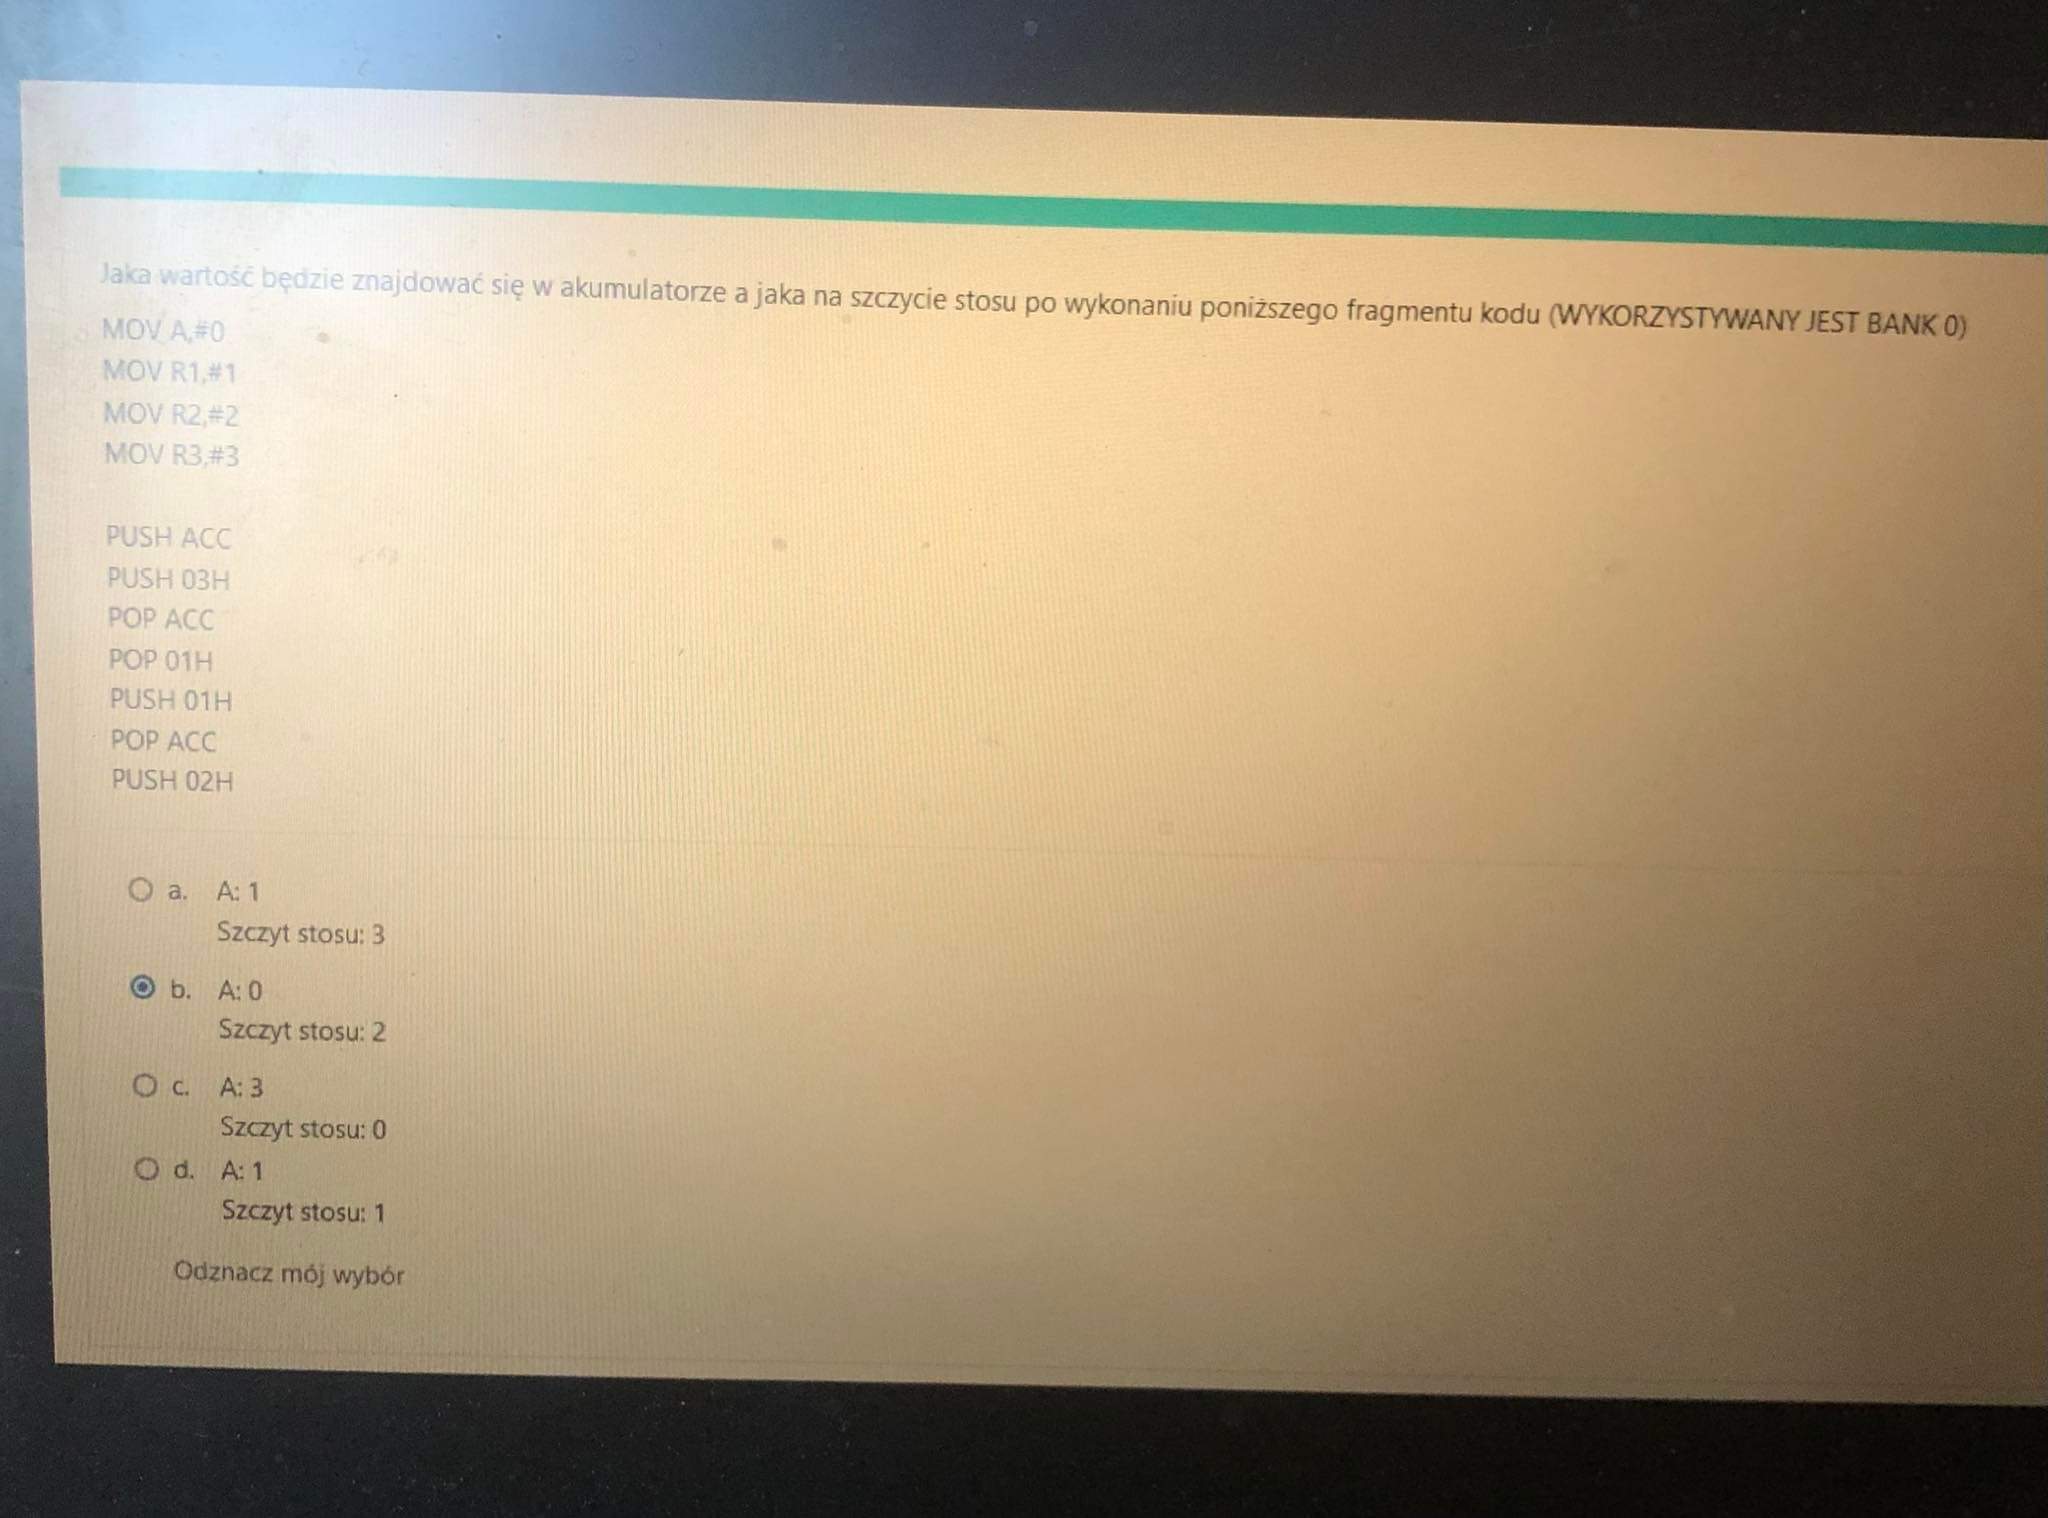 Jaka wartość będzie znajdować się w akumulatorze a jaka na szczycie stosu po wykonaniu poniższego fragmentu kodu (WYKORZYSTYWANY JEST BANK 0)
MOV A,#0
MOV R1,#1
MOV R2,#2
MOV R3,#3
PUSH ACC
PUSH 03H
POP ACC
POP 01H
PUSH 01H
POP ACC
PUSH 02H
a. A: 1
Szczyt stosu: 3
b. A: 0
Szczyt stosu: 2
c. A: 3
Szczyt stosu: 0
d. A: 1
Szczyt stosu: 1
Odznacz mój wybór